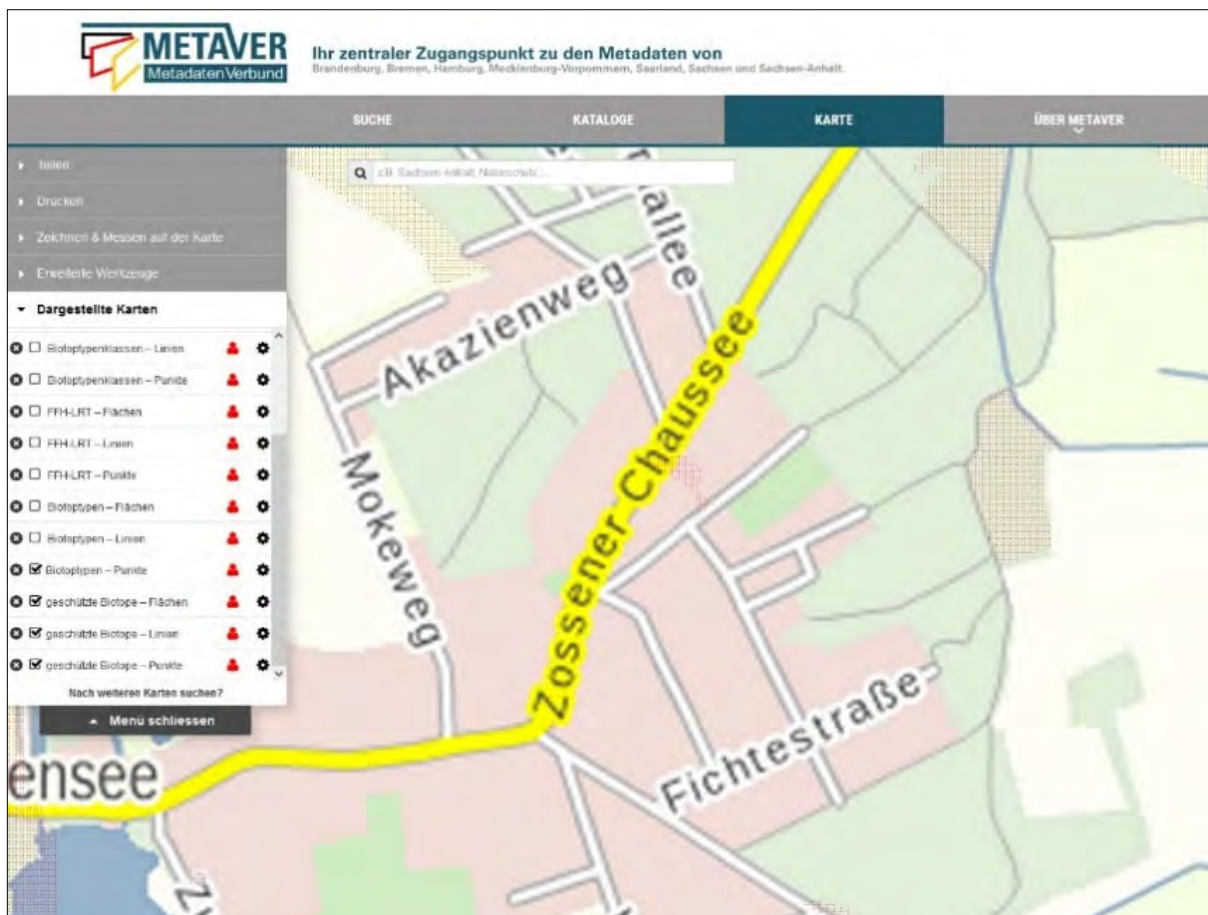 METAVER
MetadatenVerbund
Ihr zentraler Zugangspunkt zu den Metadaten von
Brandenburg, Bremen, Hamburg, Mecklenburg-Vorpommern, Saarland, Sachsen und Sachsen-Anhalt.
SUCHE
KATALOGE
KARTE
ÜBER METAVER
Teilen
Drucken
Zeichnen & Messen auf der Karte
Erweiterte Werkzeuge
Dargestellte Karten
Biotoptypenklassen – Linien
Biotoptypenklassen – Punkte
FFH-LRT – Flächen
FFH-LRT – Linien
FFH-LRT – Punkte
Biotoptypen – Flächen
Biotoptypen – Linien
Biotoptypen – Punkte
geschützte Biotope – Flächen
geschützte Biotope – Linien
geschützte Biotope – Punkte
Nach weiteren Karten suchen?
Menü schliessen
z.B. Sachsen-Anhalt, Naturschutz, ...
allee
Akazienweg
Mokeweg
Zossener Chaussee
Fichtestraße
ensee